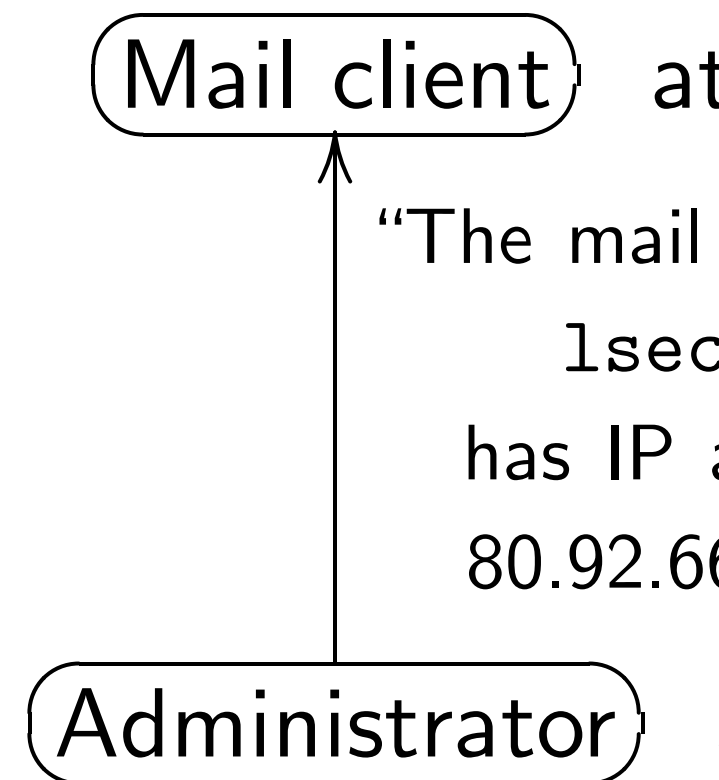 Mail client at
“The mail
lsec
has IP a
80.92.66
Administrator